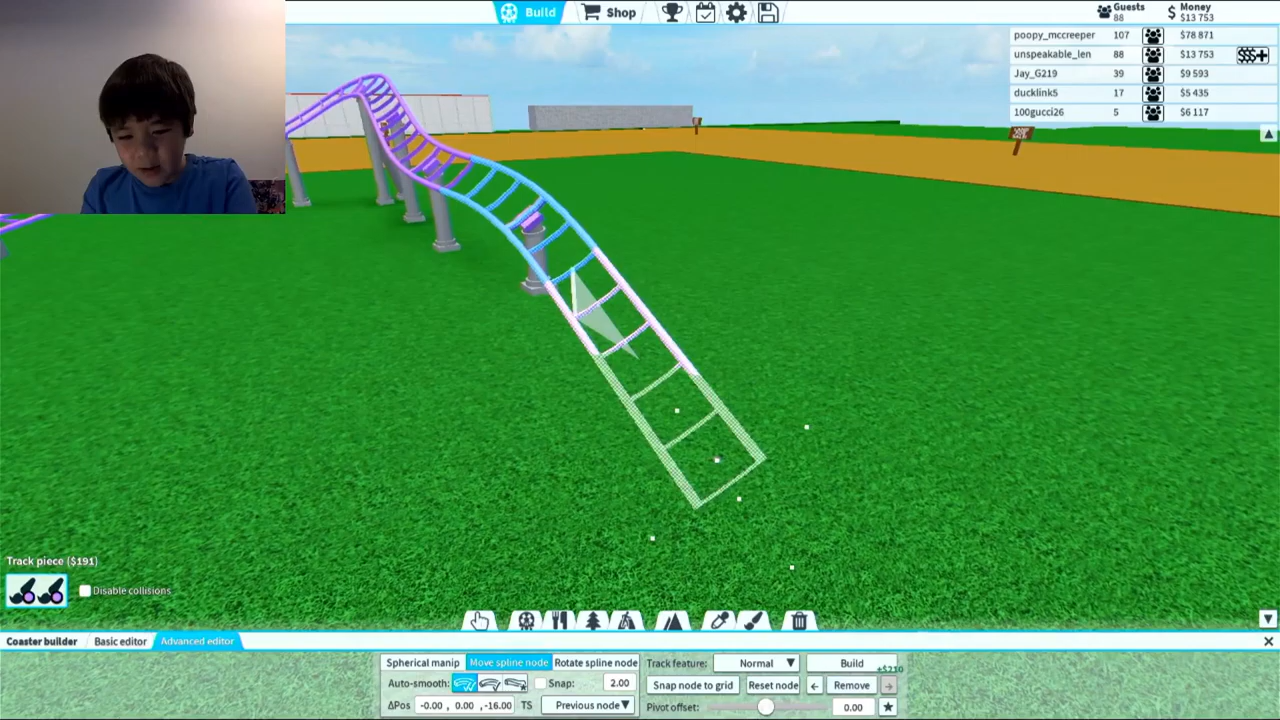 Build
Shop
Guests
88
$ Money
$13 753
poopy_mccreeper 107 $78 871
unspeakable_len 88 $13 753 $$$+
Jay_G219 39 $9 593
ducklink5 17 $5 435
100gucci26 5 $6 117
Track piece ($191)
Disable collisions
Coaster builder Basic editor Advanced editor
Spherical manip Move spline node Rotate spline node Track feature: Normal Build
+$210
Auto-smooth: Snap: 2.00 Snap node to grid Reset node Remove
ΔPos -0.00 , 0.00 ,-16.00 TS Previous node Pivot offset: 0.00